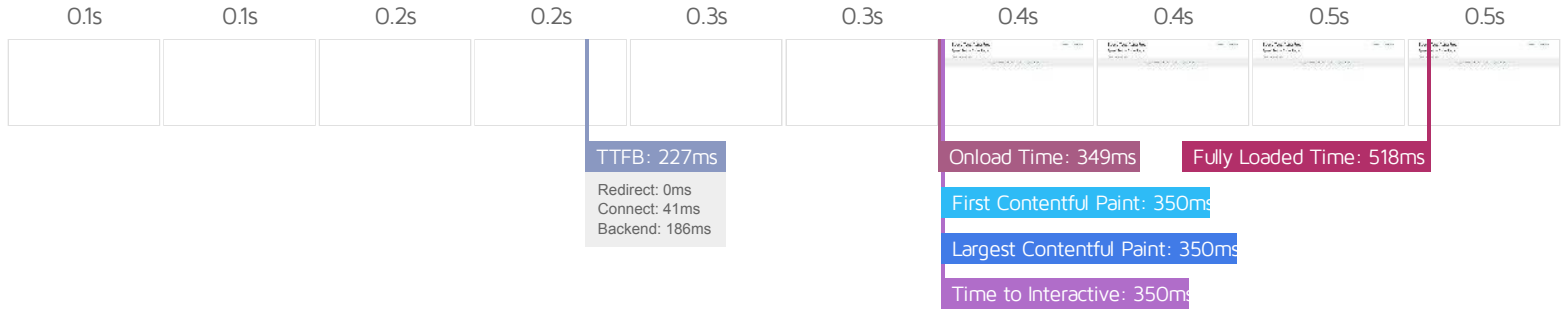 0.1s 0.1s 0.2s 0.2s 0.3s 0.3s 0.4s 0.4s 0.5s 0.5s
TTFB: 227ms
Redirect: 0ms
Connect: 41ms
Backend: 186ms
Onload Time: 349ms
Fully Loaded Time: 518ms
First Contentful Paint: 350ms
Largest Contentful Paint: 350ms
Time to Interactive: 350ms